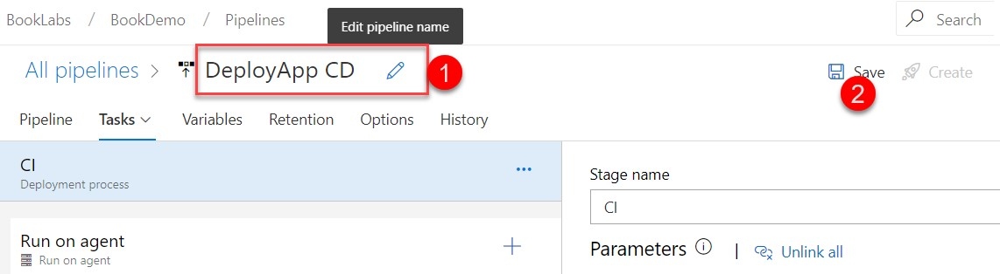 BookLabs / BookDemo / Pipelines
Search
Edit pipeline name
All pipelines > DeployApp CD
1
Save
Create
2
Pipeline Tasks Variables Retention Options History
CI
Deployment process
...
Stage name
CI
Run on agent
Run on agent
Parameters | Unlink all